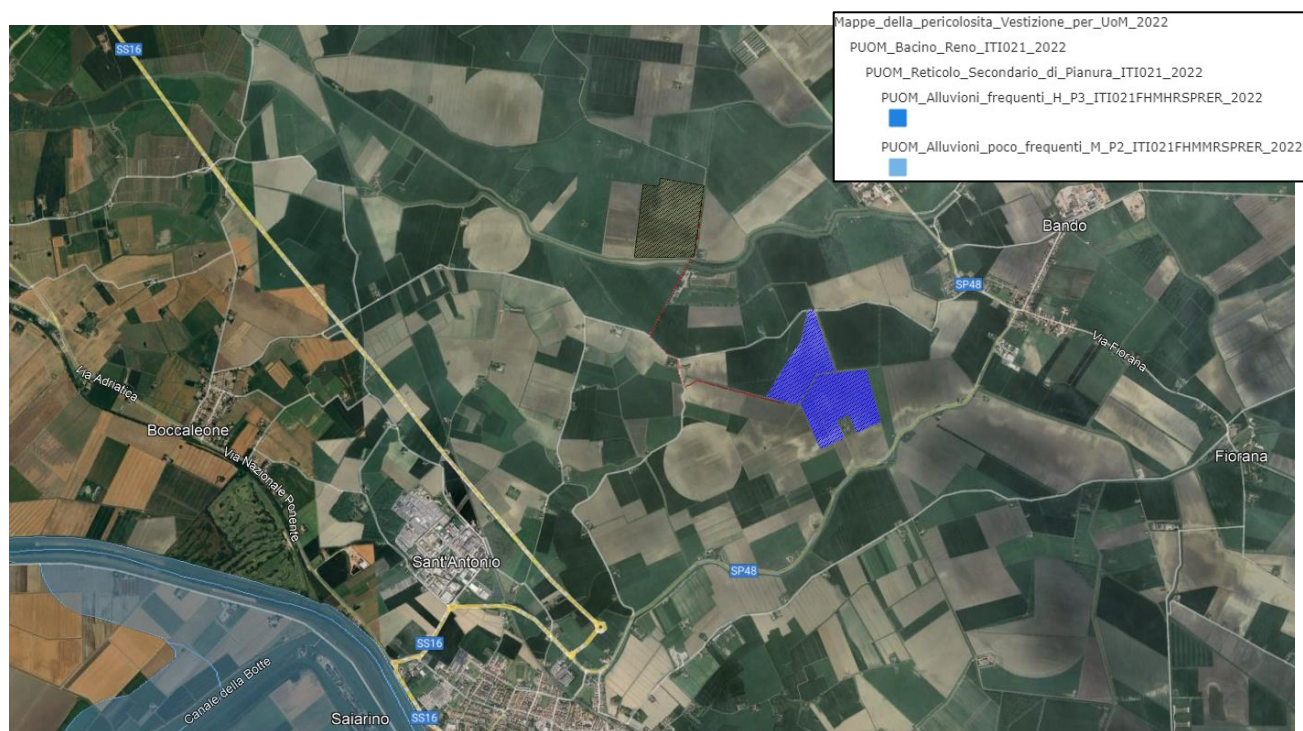 Mappe_della_pericolosita_Vestizione_per_UoM_2022
PUOM_Bacino_Reno_ITI021_2022
PUOM_Reticolo_Secondario_di_Pianura_ITI021_2022
PUOM_Alluvioni_frequenti_H_P3_ITI021FHMHRSPRER_2022
PUOM_Alluvioni_poco_frequenti_M_P2_ITI021FHMMRSPRER_2022
SS16
Bando
SP48
Via Fiorana
Via Adriatica
Boccaleone
Via Nazionale Ponente
Fiorana
Sant'Antonio
SP48
SS16
Canale della Botte
Saiarino
SS16